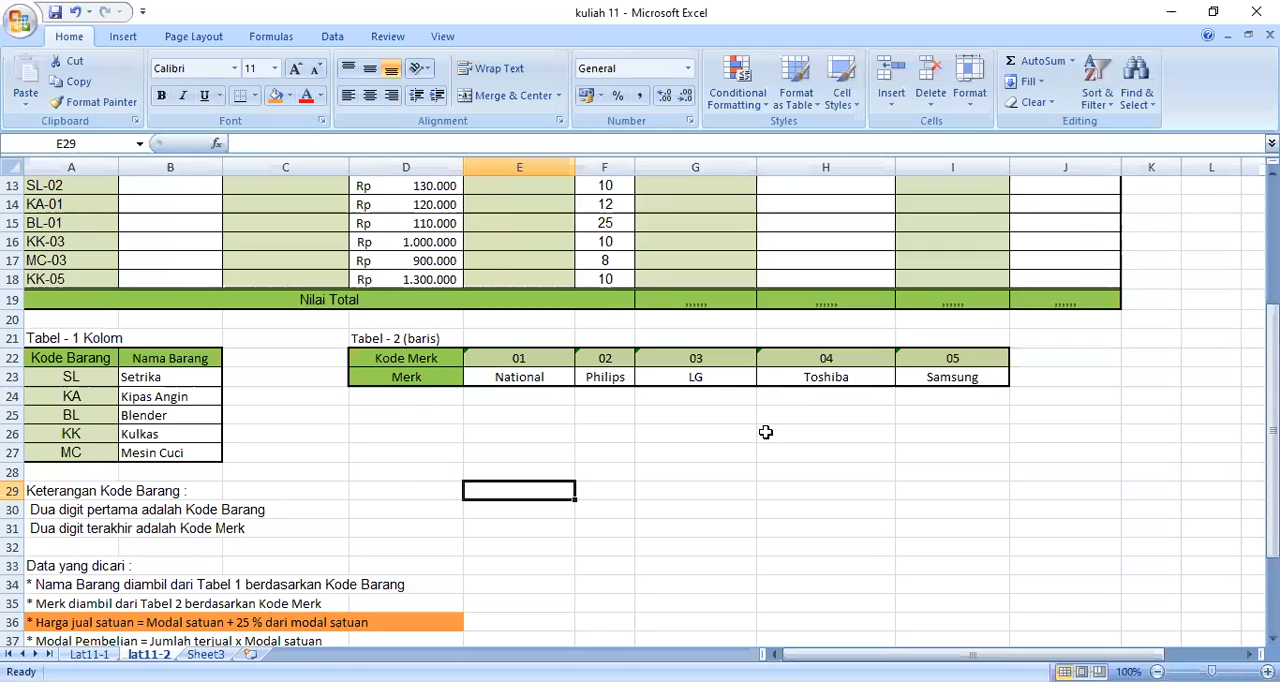 kuliah 11 - Microsoft Excel
Home Insert Page Layout Formulas Data Review View
Paste Cut Copy Format Painter Clipboard
Calibri 11 B I U Font
Wrap Text Merge & Center Alignment
General % , Number
Conditional Formatting Format as Table Cell Styles Styles
Insert Delete Format Cells
Σ AutoSum Fill Clear Sort & Filter Find & Select Editing
E29 fx
A B C D E F G H I J K L
13 SL-02 Rp 130.000 10
14 KA-01 Rp 120.000 12
15 BL-01 Rp 110.000 25
16 KK-03 Rp 1.000.000 10
17 MC-03 Rp 900.000 8
18 KK-05 Rp 1.300.000 10
19 Nilai Total ,,,,,, ,,,,,, ,,,,,, ,,,,,,
20
21 Tabel - 1 Kolom Tabel - 2 (baris)
22 Kode Barang Nama Barang Kode Merk 01 02 03 04 05
23 SL Setrika Merk National Philips LG Toshiba Samsung
24 KA Kipas Angin
25 BL Blender
26 KK Kulkas
27 MC Mesin Cuci
28
29 Keterangan Kode Barang :
30 Dua digit pertama adalah Kode Barang
31 Dua digit terakhir adalah Kode Merk
32
33 Data yang dicari :
34 * Nama Barang diambil dari Tabel 1 berdasarkan Kode Barang
35 * Merk diambil dari Tabel 2 berdasarkan Kode Merk
36 * Harga jual satuan = Modal satuan + 25 % dari modal satuan
37 * Modal Pembelian = Jumlah terjual x Modal satuan
Lat11-1 lat11-2 Sheet3
Ready 100%